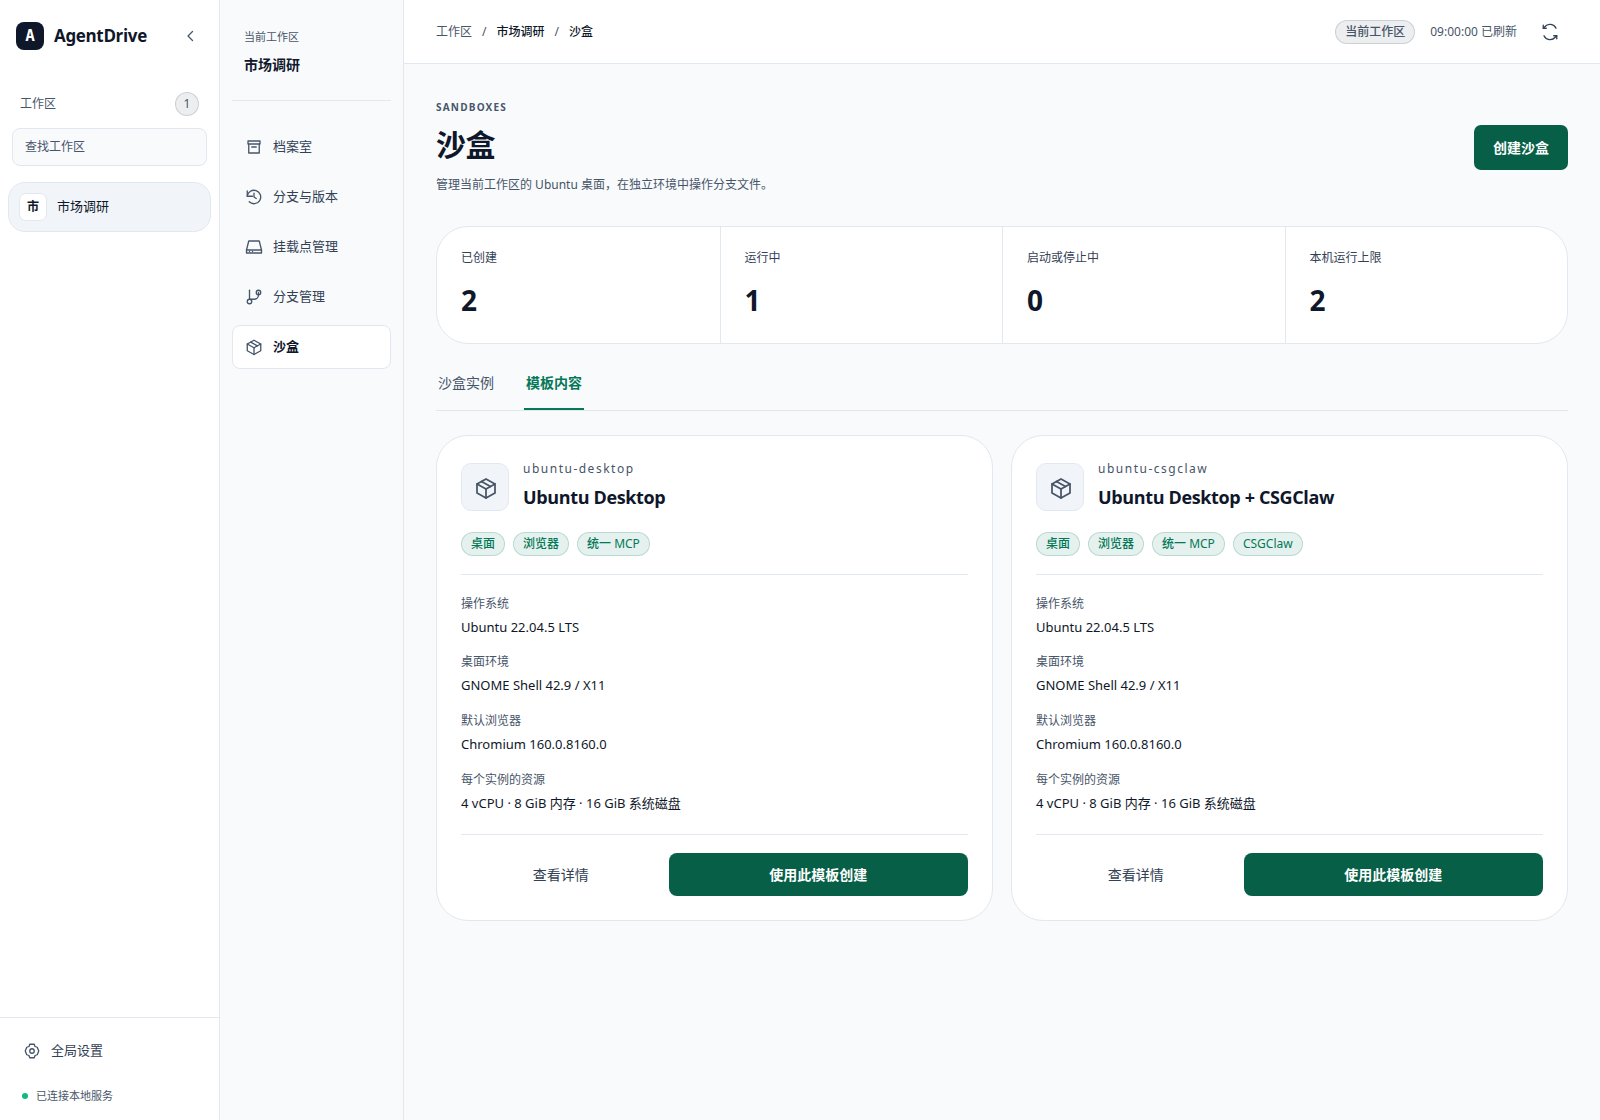 A AgentDrive
工作区 1
查找工作区
市 市场调研
全局设置
已连接本地服务
当前工作区
市场调研
档案室
分支与版本
挂载点管理
分支管理
沙盒
工作区 / 市场调研 / 沙盒
当前工作区 09:00:00 已刷新
SANDBOXES
沙盒
管理当前工作区的 Ubuntu 桌面，在独立环境中操作分支文件。
创建沙盒
已创建
2
运行中
1
启动或停止中
0
本机运行上限
2
沙盒实例 模板内容
ubuntu-desktop
Ubuntu Desktop
桌面 浏览器 统一 MCP
操作系统
Ubuntu 22.04.5 LTS
桌面环境
GNOME Shell 42.9 / X11
默认浏览器
Chromium 160.0.8160.0
每个实例的资源
4 vCPU · 8 GiB 内存 · 16 GiB 系统磁盘
查看详情 使用此模板创建
ubuntu-csgclaw
Ubuntu Desktop + CSGClaw
桌面 浏览器 统一 MCP CSGClaw
操作系统
Ubuntu 22.04.5 LTS
桌面环境
GNOME Shell 42.9 / X11
默认浏览器
Chromium 160.0.8160.0
每个实例的资源
4 vCPU · 8 GiB 内存 · 16 GiB 系统磁盘
查看详情 使用此模板创建